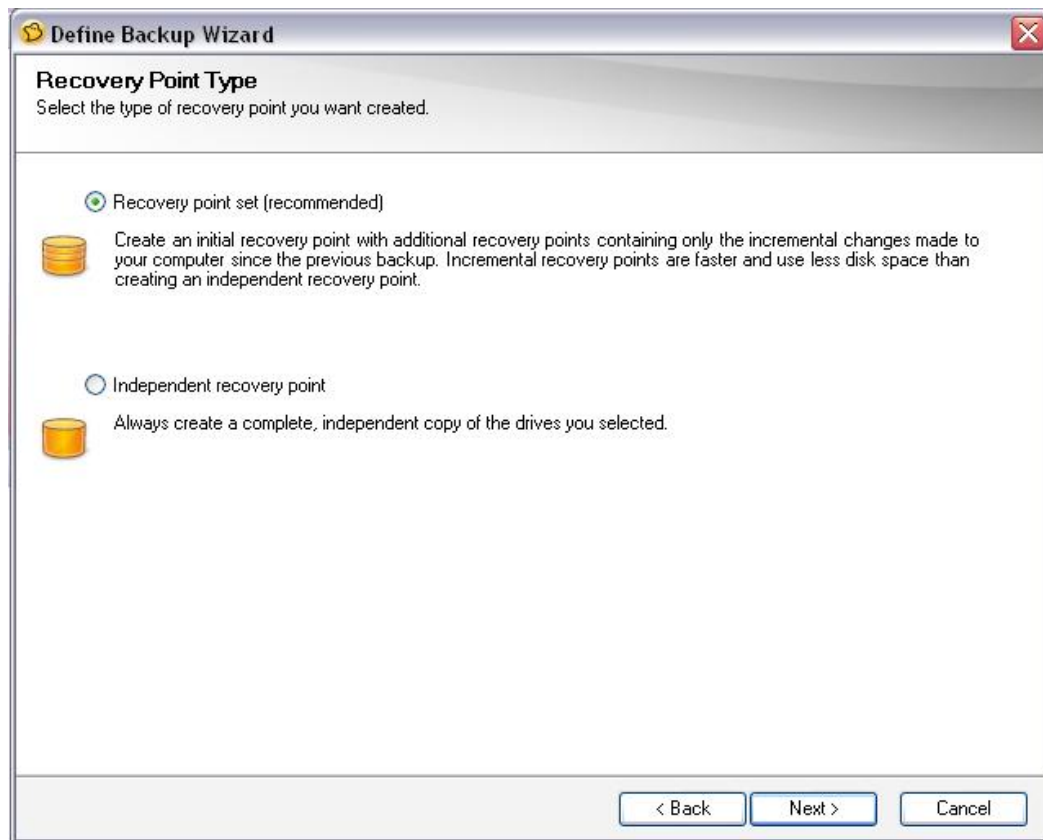 Define Backup Wizard
Recovery Point Type
Select the type of recovery point you want created.
Recovery point set (recommended)
Create an initial recovery point with additional recovery points containing only the incremental changes made to
your computer since the previous backup. Incremental recovery points are faster and use less disk space than
creating an independent recovery point.
Independent recovery point
Always create a complete, independent copy of the drives you selected.
< Back
Next >
Cancel